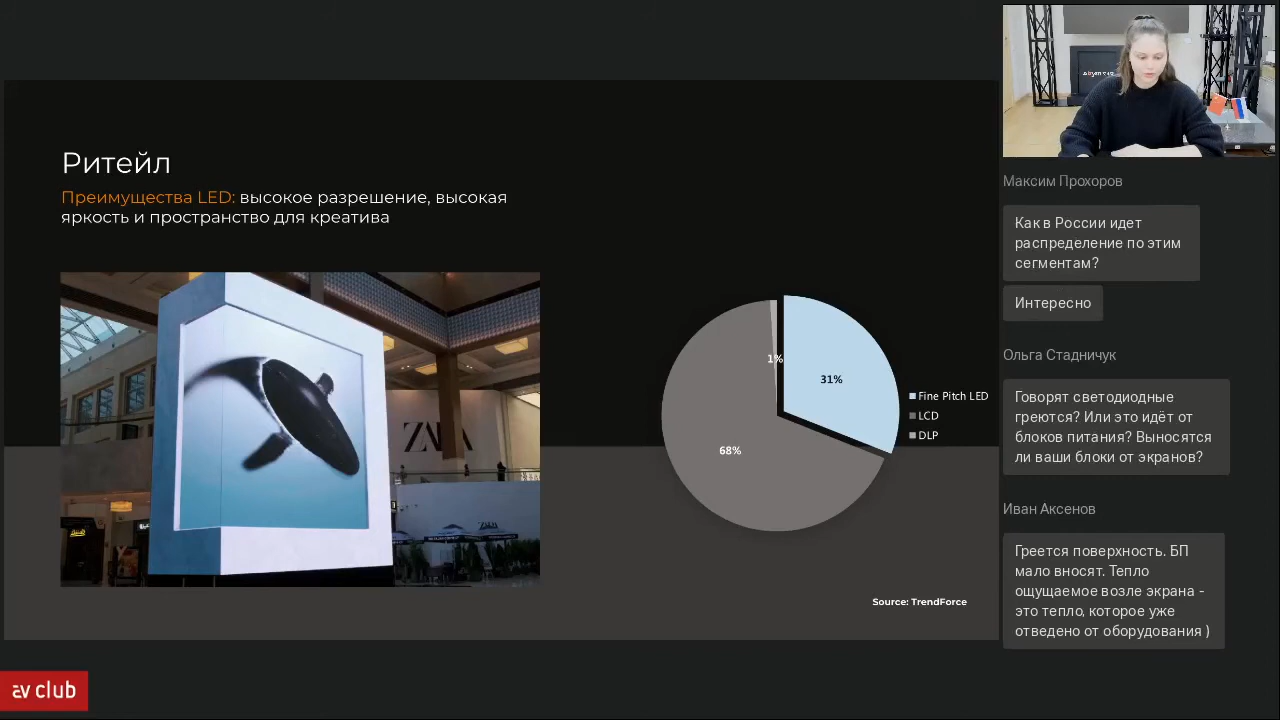 Ритейл
Преимущества LED: высокое разрешение, высокая
яркость и пространство для креатива
ZARA
ZARA
1%
31%
68%
Fine Pitch LED
LCD
DLP
Source: TrendForce
av club
Максим Прохоров
Как в России идет
распределение по этим
сегментам?
Интересно
Ольга Стадничук
Говорят светодиодные
греются? Или это идёт от
блоков питания? Выносятся
ли ваши блоки от экранов?
Иван Аксенов
Греется поверхность. БП
мало вносят. Тепло
ощущаемое возле экрана -
это тепло, которое уже
отведено от оборудования )